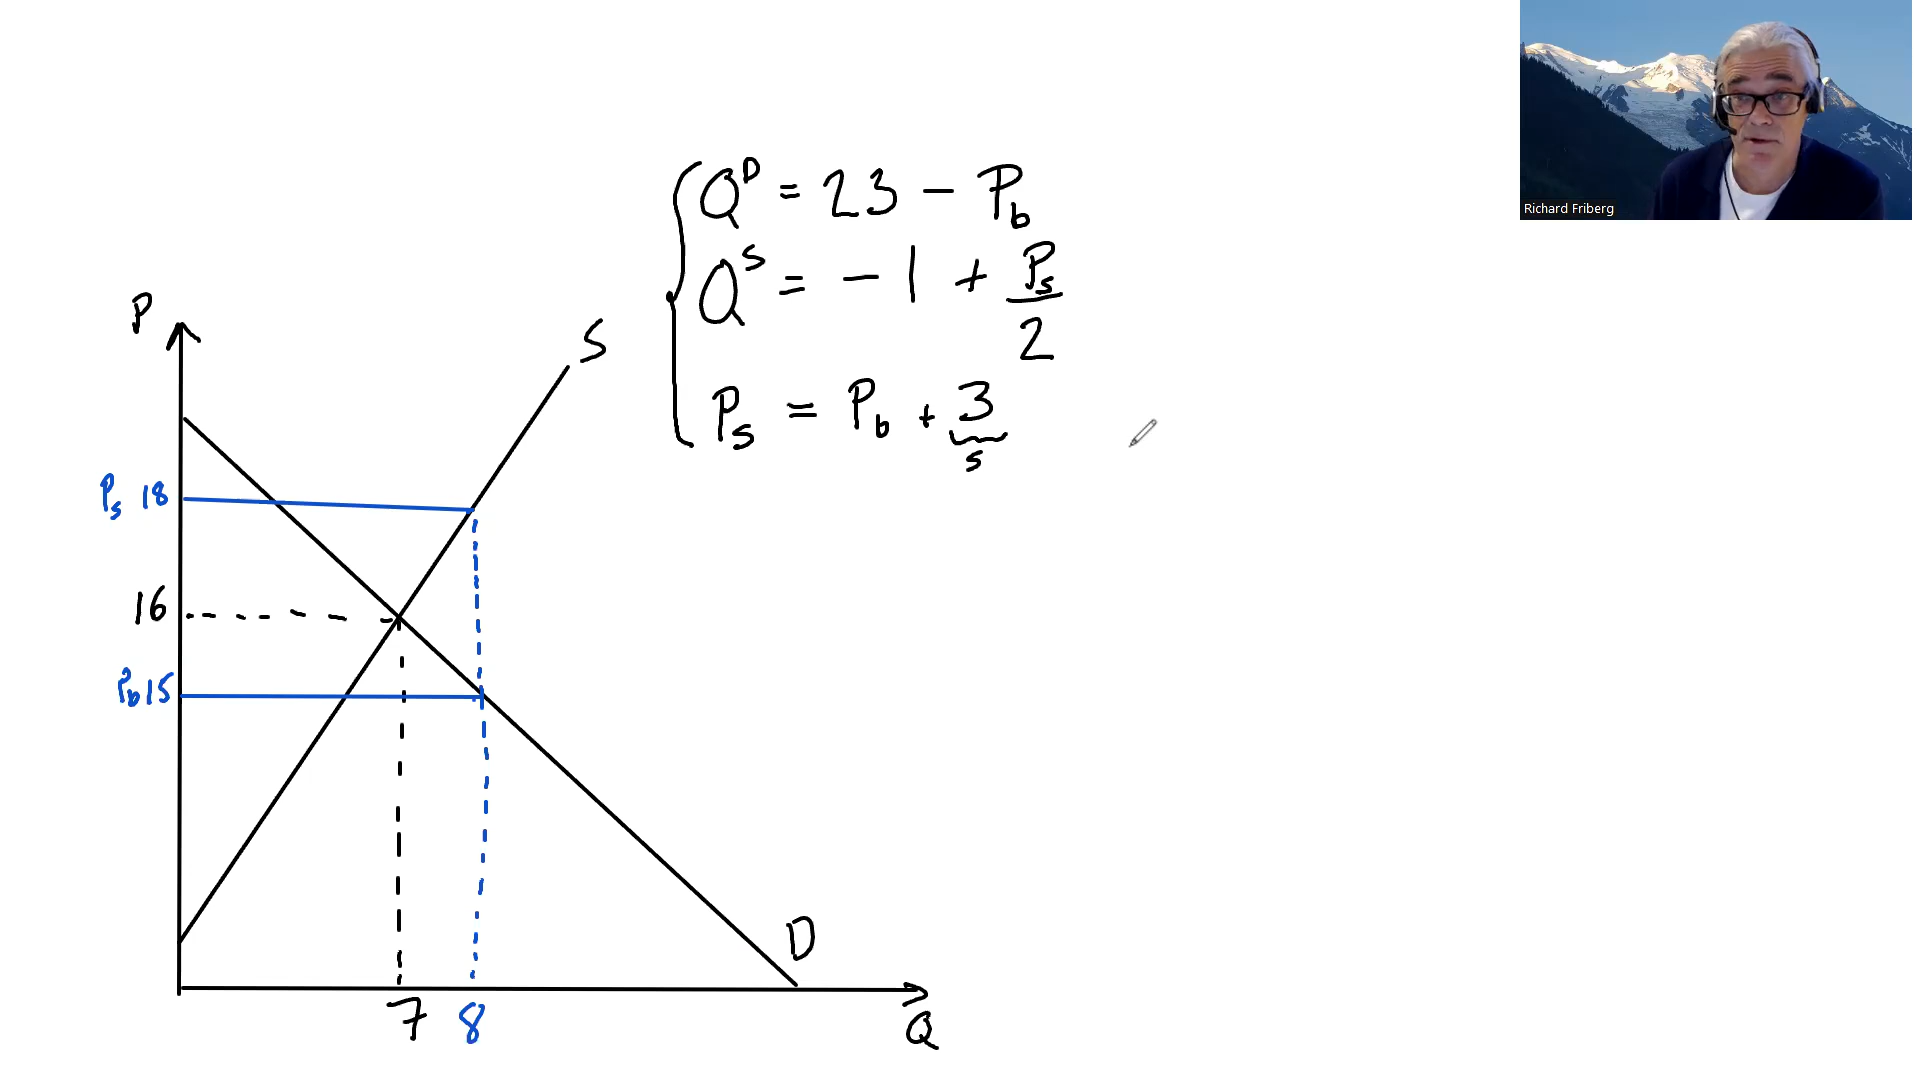 Richard Friberg
Q^D = 23 - P_b
Q^S = -1 + P_s/2
P_s = P_b + 3
s
P
S
P_s 18
16
P_b 15
D
7 8
Q